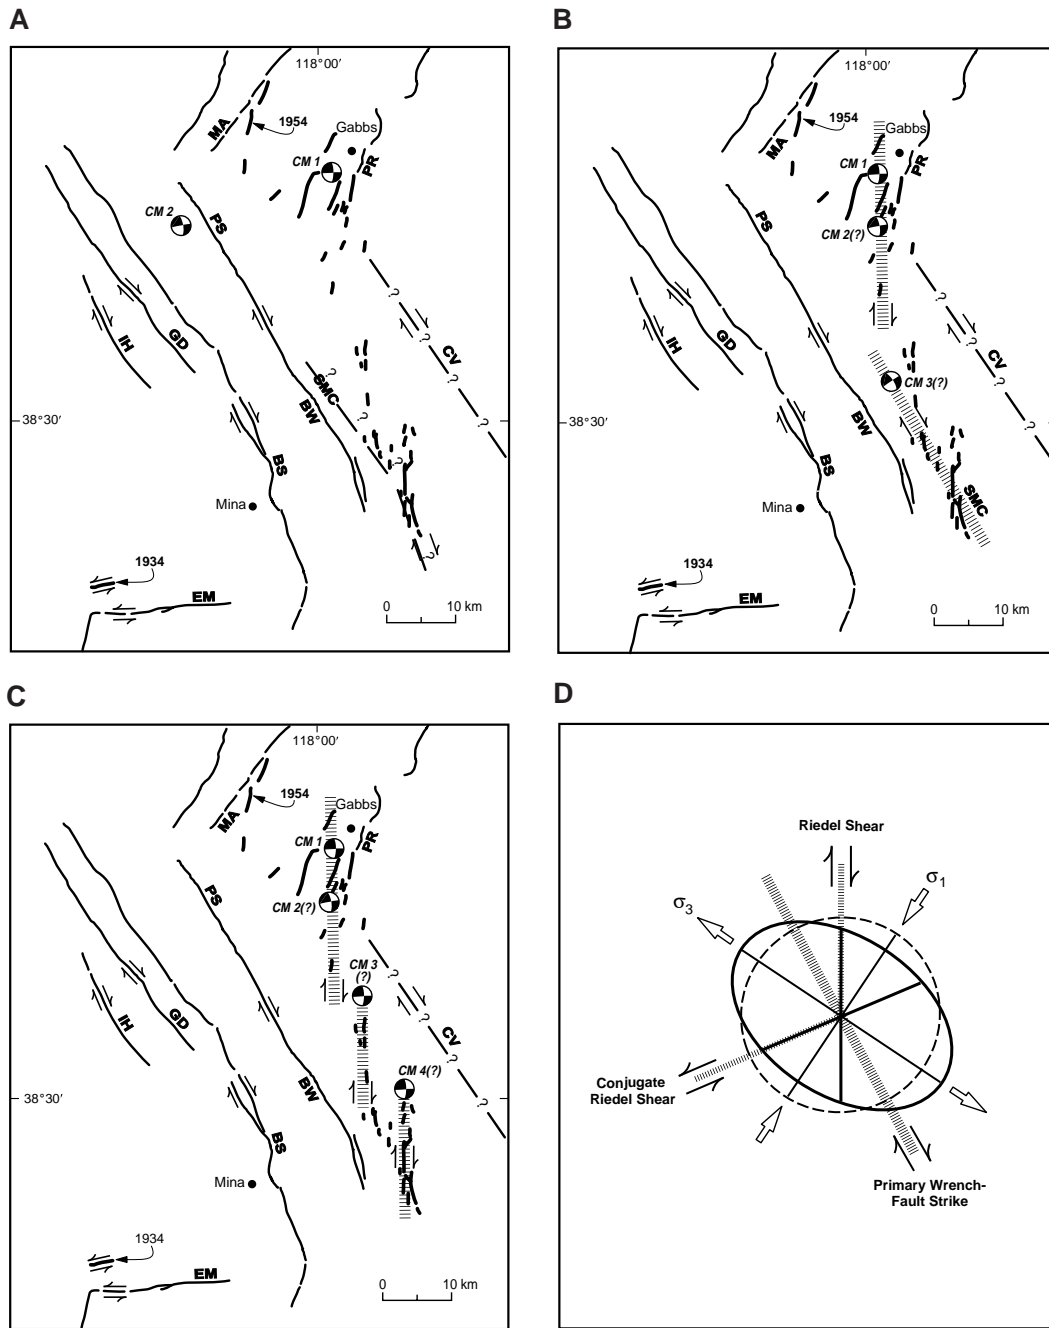 A
118°00'
MA
1954
Gabbs
CM 1
PR
CM 2
PS
?
IH
GD
?
CV
?
SMC
?
BW
?
38°30'
?
?
BS
Mina
?
1934
EM
0 10 km
B
118°00'
MA
1954
Gabbs
CM 1
PR
PS
CM 2(?)
?
IH
GD
?
CV
CM 3(?)
?
BW
38°30'
?
BS
SMC
Mina
1934
EM
0 10 km
C
118°00'
MA
1954
Gabbs
CM 1
PR
PS
CM 2(?)
CM 3
(?)
?
IH
GD
?
CV
BW
CM 4(?)
?
38°30'
?
BS
Mina
1934
EM
0 10 km
D
Riedel Shear
σ3
σ1
Conjugate
Riedel Shear
Primary Wrench-
Fault Strike